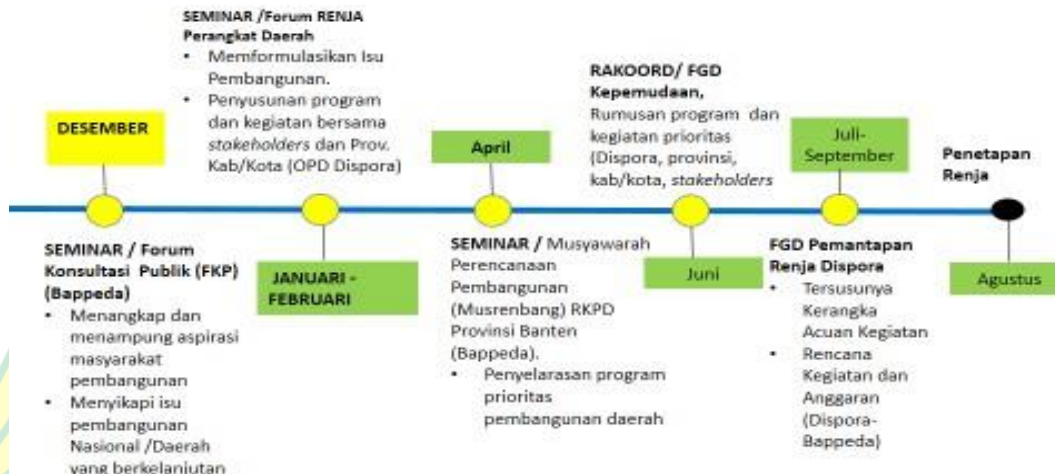 SEMINAR /Forum RENJA
Perangkat Daerah
• Memformulasikan Isu
Pembangunan.
• Penyusunan program
dan kegiatan bersama
stakeholders dan Prov.
Kab/Kota (OPD Dispora)
DESEMBER
SEMINAR / Forum
Konsultasi Publik (FKP)
(Bappeda)
• Menangkap dan
menampung aspirasi
masyarakat
pembangunan
• Menyikapi isu
pembangunan
Nasional /Daerah
yang berkelanjutan
JANUARI -
FEBRUARI
April
SEMINAR / Musyawarah
Perencanaan
Pembangunan
(Musrenbang) RKPD
Provinsi Banten
(Bappeda).
• Penyelarasan program
prioritas
pembangunan daerah
RAKOORD/ FGD
Kepemudaan,
Rumusan program dan
kegiatan prioritas
(Dispora, provinsi,
kab/kota, stakeholders
Juni
Juli-
September
FGD Pemantapan
Renja Dispora
• Tersusunya
Kerangka
Acuan Kegiatan
• Rencana
Kegiatan dan
Anggaran
(Dispora-
Bappeda)
Penetapan
Renja
Agustus